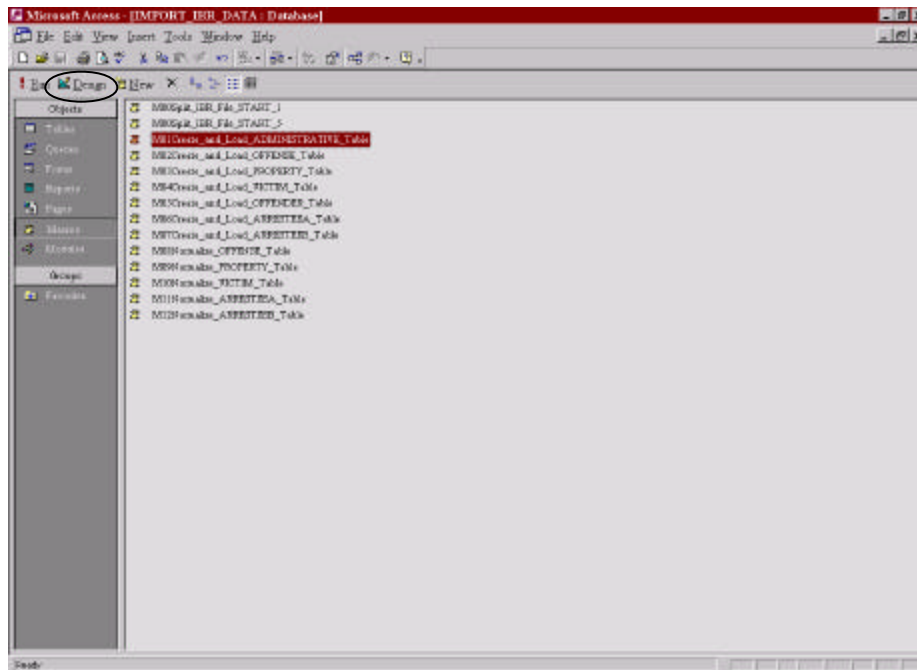 Microsoft Access - [IMPORT_IBR_DATA : Database]
File Edit View Insert Tools Window Help
Run Design New
Objects
Tables
Queries
Forms
Reports
Pages
Macros
Modules
Groups
Favorites
M00Split_IBR_File_START_1
M00Split_IBR_File_START_5
M01Create_and_Load_ADMINISTRATIVE_Table
M02Create_and_Load_OFFENSE_Table
M03Create_and_Load_PROPERTY_Table
M04Create_and_Load_VICTIM_Table
M05Create_and_Load_OFFENDER_Table
M06Create_and_Load_ARRESTEEA_Table
M07Create_and_Load_ARRESTEEB_Table
M08Normalize_OFFENSE_Table
M09Normalize_PROPERTY_Table
M10Normalize_VICTIM_Table
M11Normalize_ARRESTEEA_Table
M12Normalize_ARRESTEEB_Table
Ready